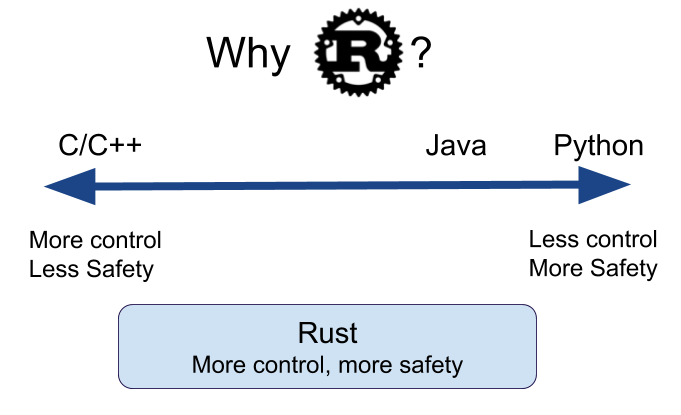 Why R ?
C/C++ Java Python
More control
Less Safety
Less control
More Safety
Rust
More control, more safety